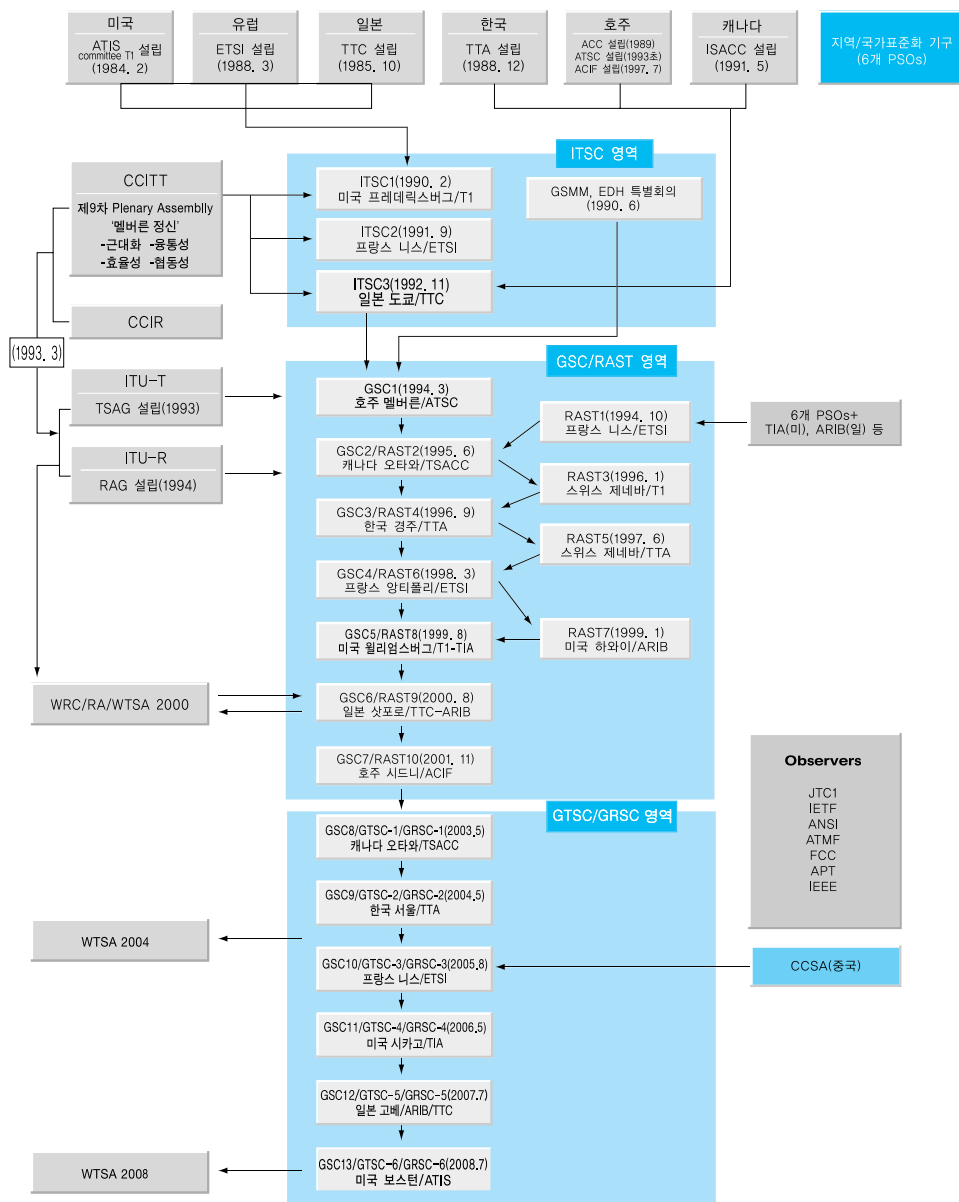 미국
ATIS 설립
committee T1
(1984. 2)
유럽
ETSI 설립
(1988. 3)
일본
TTC 설립
(1985. 10)
한국
TTA 설립
(1988. 12)
호주
ACC 설립(1989)
ATSC 설립(1993초)
ACIF 설립(1997. 7)
캐나다
ISACC 설립
(1991. 5)
지역/국가표준화 기구
(6개 PSOs)
ITSC 영역
CCITT
제9차 Plenary Assemblly
'멜버른 정신'
-근대화 -융통성
-효율성 -협동성
ITSC1(1990. 2)
미국 프레데릭스버그/T1
GSMM, EDH 특별회의
(1990. 6)
ITSC2(1991. 9)
프랑스 니스/ETSI
ITSC3(1992. 11)
일본 도쿄/TTC
CCIR
(1993. 3)
GSC/RAST 영역
ITU-T
TSAG 설립(1993)
GSC1(1994. 3)
호주 멜버른/ATSC
RAST1(1994. 10)
프랑스 니스/ETSI
6개 PSOs+
TIA(미), ARIB(일) 등
ITU-R
RAG 설립(1994)
GSC2/RAST2(1995. 6)
캐나다 오타와/TSACC
RAST3(1996. 1)
스위스 제네바/T1
GSC3/RAST4(1996. 9)
한국 경주/TTA
RAST5(1997. 6)
스위스 제네바/TTA
GSC4/RAST6(1998. 3)
프랑스 앙티폴리/ETSI
GSC5/RAST8(1999. 8)
미국 윌리엄스버그/T1-TIA
RAST7(1999. 1)
미국 하와이/ARIB
WRC/RA/WTSA 2000
GSC6/RAST9(2000. 8)
일본 삿포로/TTC-ARIB
GSC7/RAST10(2001. 11)
호주 시드니/ACIF
Observers
JTC1
IETF
ANSI
ATMF
FCC
APT
IEEE
GTSC/GRSC 영역
GSC8/GTSC-1/GRSC-1(2003.5)
캐나다 오타와/TSACC
GSC9/GTSC-2/GRSC-2(2004.5)
한국 서울/TTA
WTSA 2004
GSC10/GTSC-3/GRSC-3(2005.8)
프랑스 니스/ETSI
CCSA(중국)
GSC11/GTSC-4/GRSC-4(2006.5)
미국 시카고/TIA
GSC12/GTSC-5/GRSC-5(2007.7)
일본 고베/ARIB/TTC
WTSA 2008
GSC13/GTSC-6/GRSC-6(2008.7)
미국 보스턴/ATIS